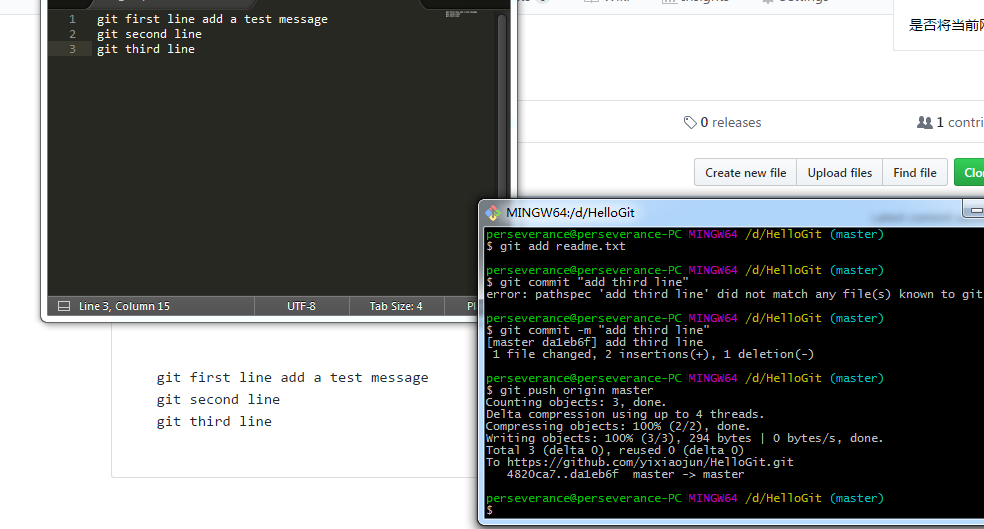 1 git first line add a test message
2 git second line
3 git third line
Line 3, Column 15
UTF-8
Tab Size: 4
是否将当前
0 releases
1 contri
Create new file
Upload files
Find file
Clo
git first line add a test message
git second line
git third line
MINGW64:/d/HelloGit
perseverance@perseverance-PC MINGW64 /d/HelloGit (master)
$ git add readme.txt
perseverance@perseverance-PC MINGW64 /d/HelloGit (master)
$ git commit "add third line"
error: pathspec 'add third line' did not match any file(s) known to git
perseverance@perseverance-PC MINGW64 /d/HelloGit (master)
$ git commit -m "add third line"
[master da1eb6f] add third line
1 file changed, 2 insertions(+), 1 deletion(-)
perseverance@perseverance-PC MINGW64 /d/HelloGit (master)
$ git push origin master
Counting objects: 3, done.
Delta compression using up to 4 threads.
Compressing objects: 100% (2/2), done.
Writing objects: 100% (3/3), 294 bytes | 0 bytes/s, done.
Total 3 (delta 0), reused 0 (delta 0)
To https://github.com/yixiaojun/HelloGit.git
4820ca7..da1eb6f master -> master
perseverance@perseverance-PC MINGW64 /d/HelloGit (master)
$